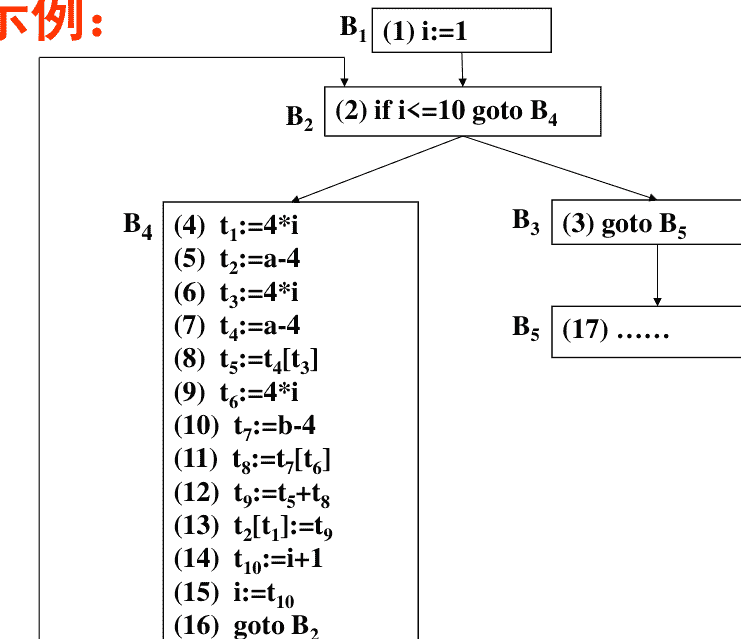 示例：
B₁ (1) i:=1
B₂ (2) if i<=10 goto B₄
B₄
(4) t₁:=4*i
(5) t₂:=a-4
(6) t₃:=4*i
(7) t₄:=a-4
(8) t₅:=t₄[t₃]
(9) t₆:=4*i
(10) t₇:=b-4
(11) t₈:=t₇[t₆]
(12) t₉:=t₅+t₈
(13) t₂[t₁]:=t₉
(14) t₁₀:=i+1
(15) i:=t₁₀
(16) goto B₂
B₃ (3) goto B₅
B₅ (17) ……